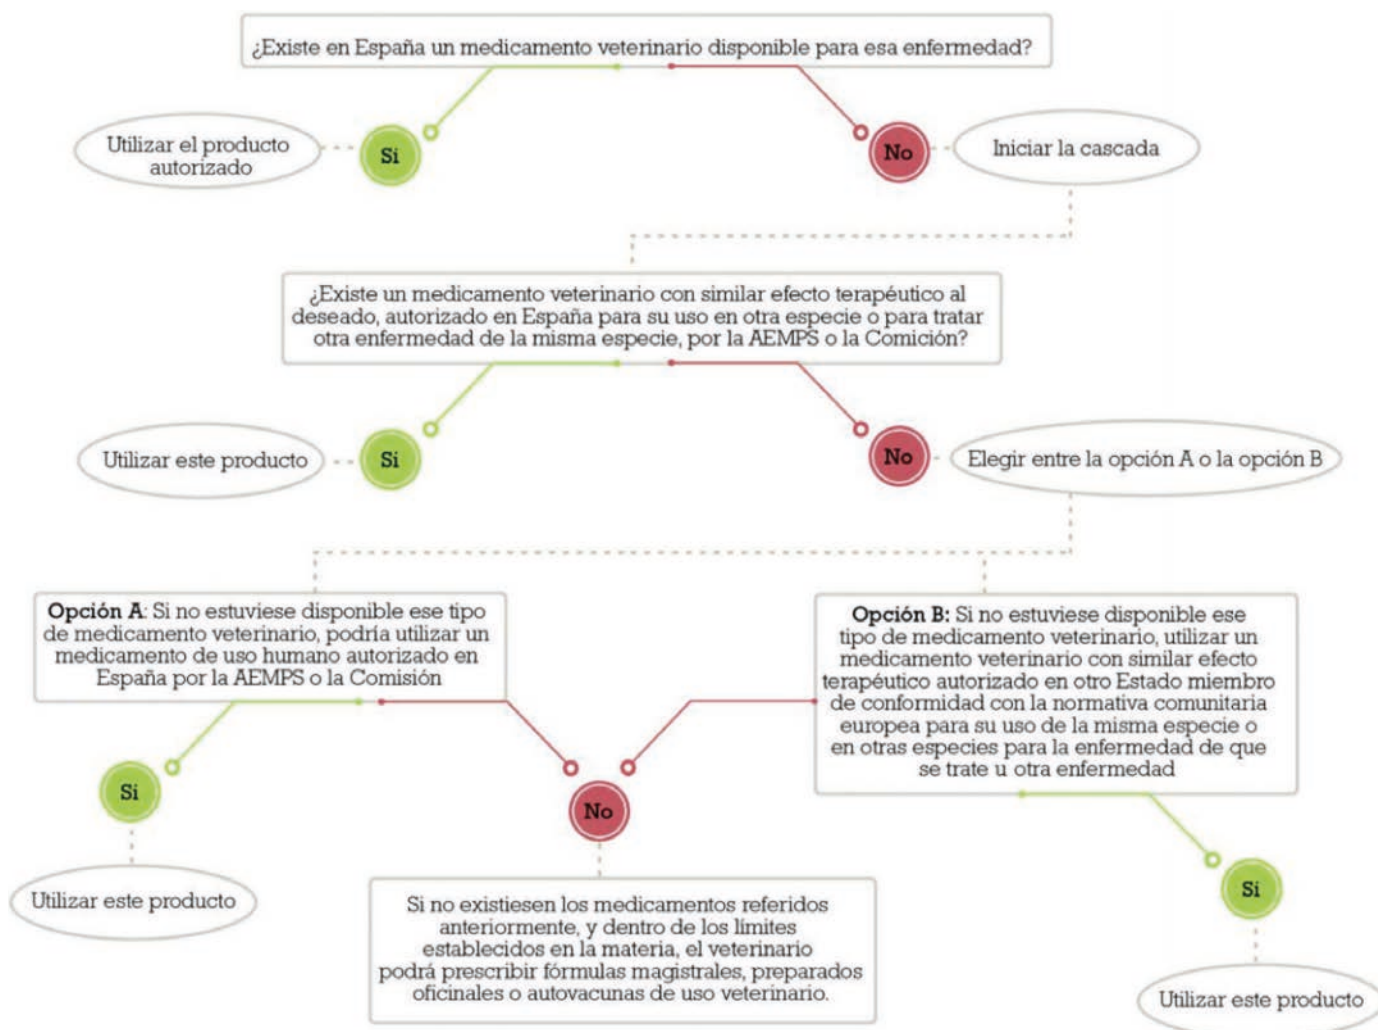 ¿Existe en España un medicamento veterinario disponible para esa enfermedad?
Utilizar el producto
autorizado
Si
No
Iniciar la cascada
¿Existe un medicamento veterinario con similar efecto terapéutico al
deseado, autorizado en España para su uso en otra especie o para tratar
otra enfermedad de la misma especie, por la AEMPS o la Comición?
Utilizar este producto
Si
No
Elegir entre la opción A o la opción B
Opción A: Si no estuviese disponible ese tipo
de medicamento veterinario, podría utilizar un
medicamento de uso humano autorizado en
España por la AEMPS o la Comisión
Opción B: Si no estuviese disponible ese
tipo de medicamento veterinario, utilizar un
medicamento veterinario con similar efecto
terapéutico autorizado en otro Estado miembro
de conformidad con la normativa comunitaria
europea para su uso de la misma especie o
en otras especies para la enfermedad de que
se trate u otra enfermedad
Si
No
Si
Utilizar este producto
Si no existiesen los medicamentos referidos
anteriormente, y dentro de los límites
establecidos en la materia, el veterinario
podrá prescribir fórmulas magistrales, preparados
oficinales o autovacunas de uso veterinario.
Utilizar este producto